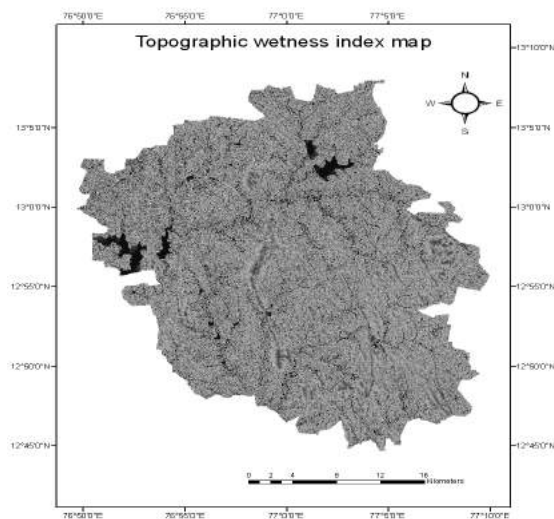 76°50'0"E 76°55'0"E 77°0'0"E 77°5'0"E
Topographic wetness index map
13°10'0"N
N
W E
S
13°5'0"N 13°5'0"N
13°0'0"N 13°0'0"N
12°55'0"N 12°55'0"N
12°50'0"N 12°50'0"N
12°45'0"N 12°45'0"N
0 2 4 8 12 16
Kilometers
76°50'0"E 76°55'0"E 77°0'0"E 77°5'0"E 77°10'0"E